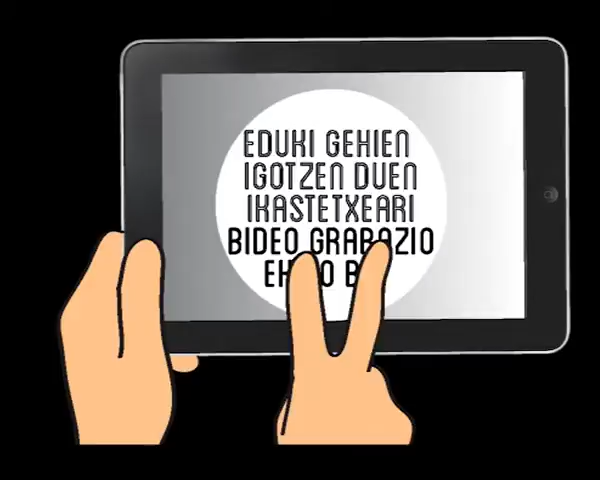 EDUKI GEHIEN
IGOTZEN DUEN
IKASTETXEARI
BIDEO GRABAZIO